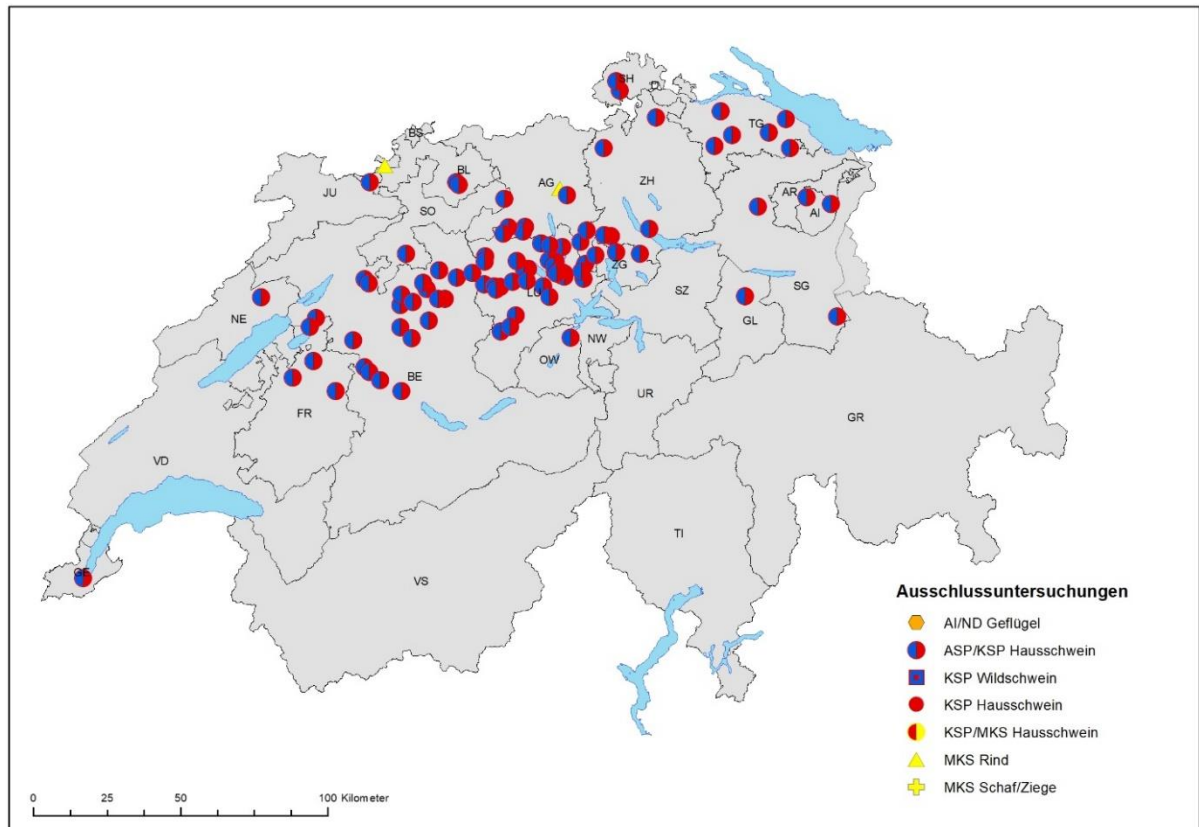 SH
TG
BS
BL
AG
ZH
AR
AI
JU
SO
ZG
LU
SZ
SG
NE
GL
NW
OW
BE
UR
GR
FR
VD
TI
VS
GE
Ausschlussuntersuchungen
AI/ND Geflügel
ASP/KSP Hausschwein
KSP Wildschwein
KSP Hausschwein
KSP/MKS Hausschwein
MKS Rind
MKS Schaf/Ziege
0 25 50 100 Kilometer